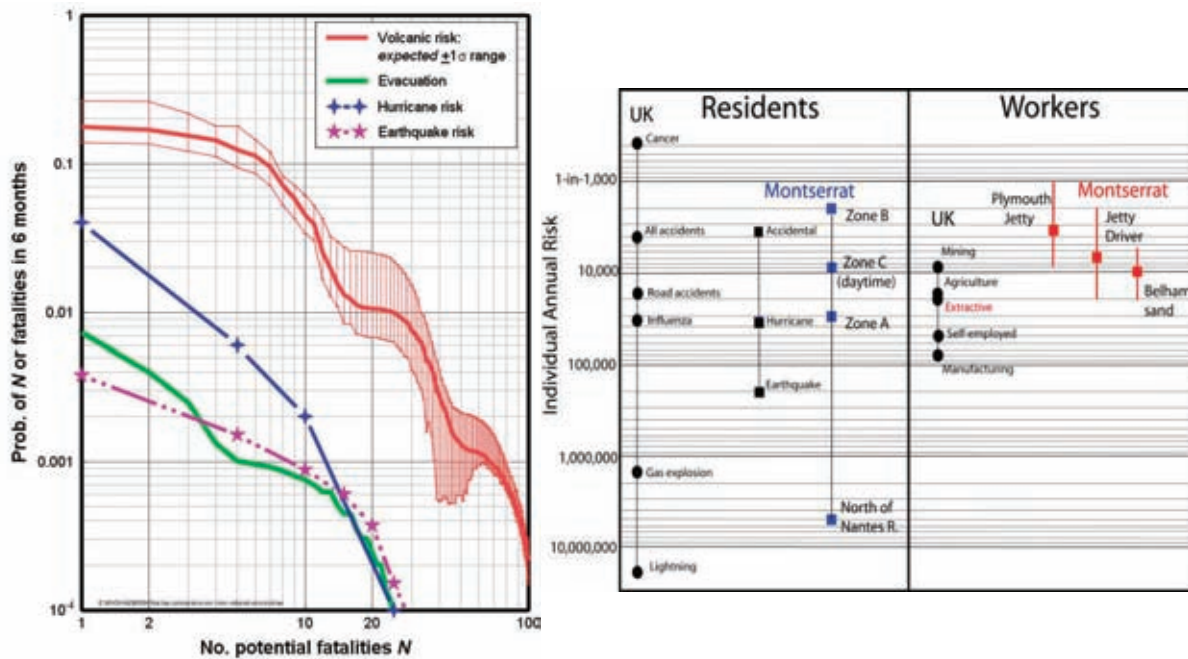 1
0.1
0.01
0.001
10⁻⁴
Prob. of N or fatalities in 6 months
1
2
10
20
100
No. potential fatalities N
Volcanic risk:
expected ±1σ range
Evacuation
Hurricane risk
Earthquake risk
Residents
Workers
UK
Cancer
1-in-1,000
Montserrat
Plymouth
Jetty
Montserrat
Zone B
UK
Jetty
Driver
All accidents
Accidental
Mining
Zone C
(daytime)
10,000
Agriculture
Belham
sand
Road accidents
Extractive
Influenza
Hurricane
Zone A
Self-employed
100,000
Manufacturing
Earthquake
Individual Annual Risk
1,000,000
Gas explosion
North of
Nantes R.
10,000,000
Lightning